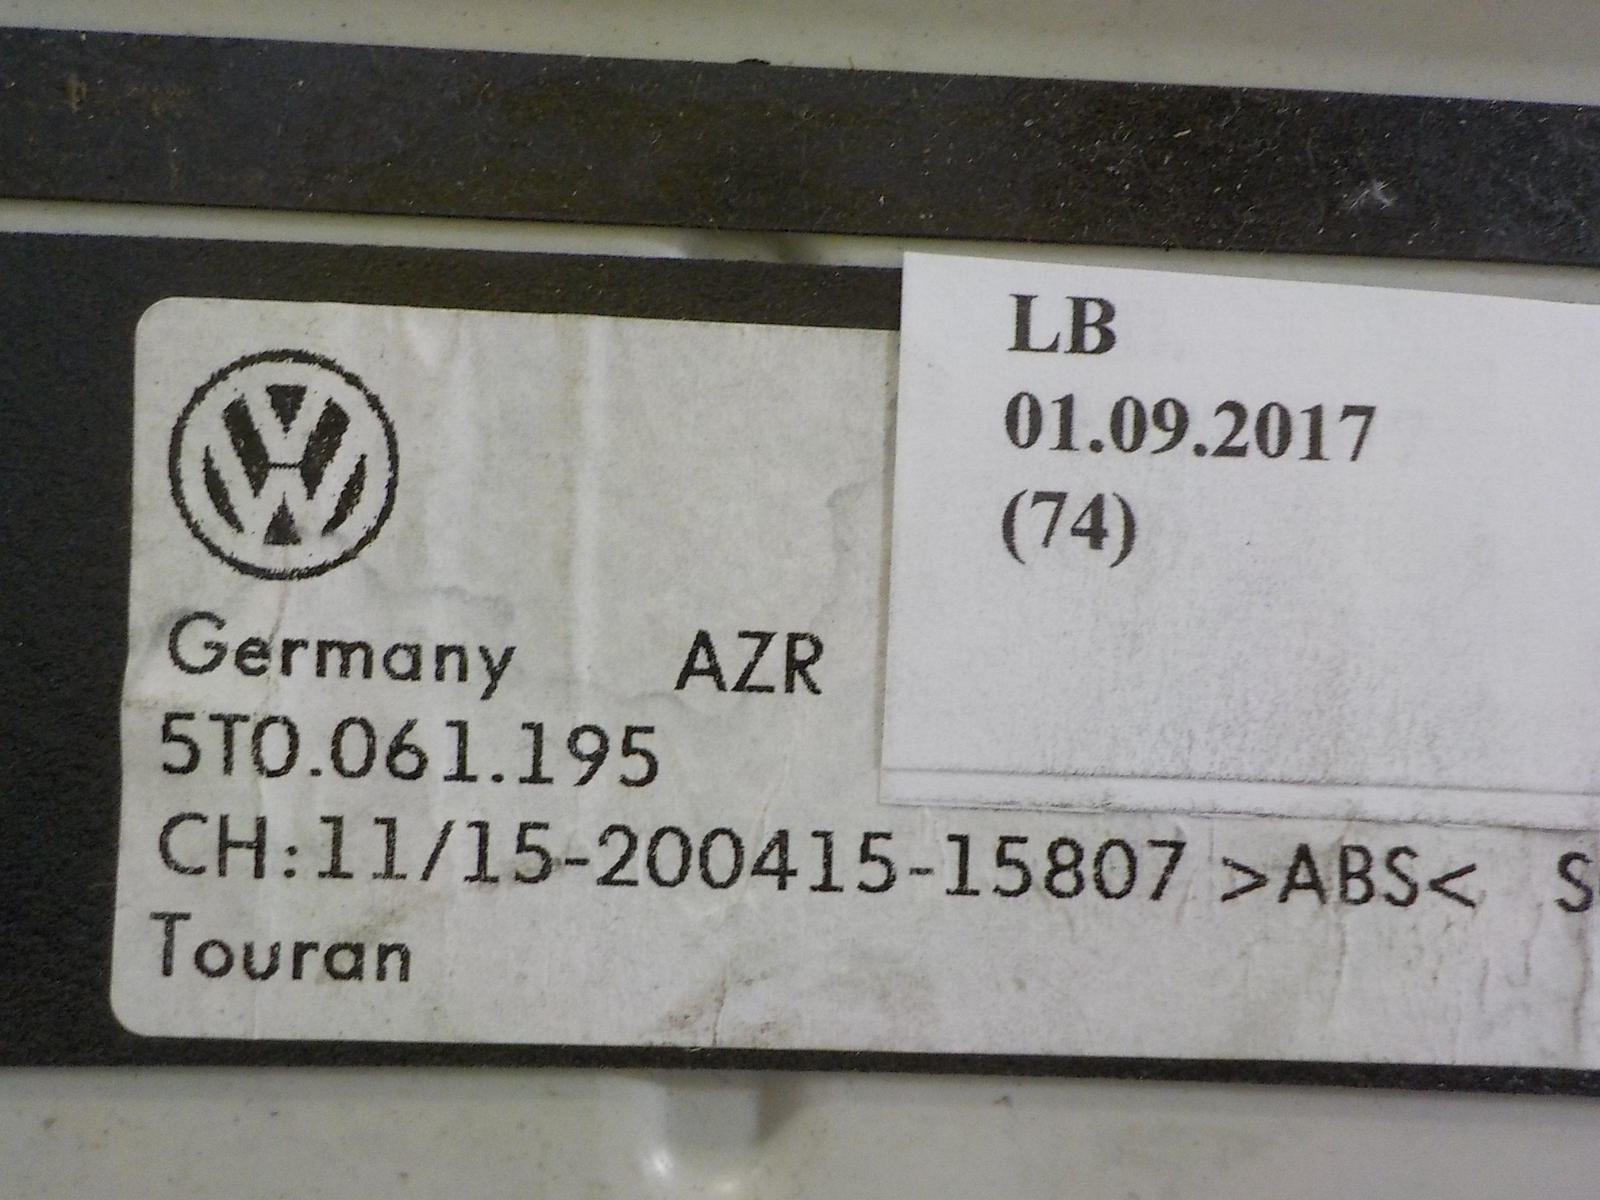 LB
01.09.2017
(74)
Germany AZR
5T0.061.195
CH:11/15-200415-15807 >ABS<
Touran